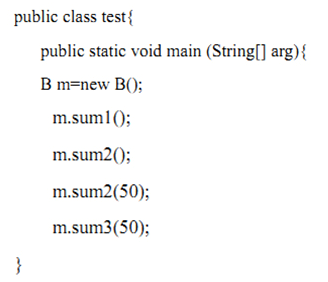 public class test{
public static void main (String[] arg){
B m=new B();
m.sum1();
m.sum2();
m.sum2(50);
m.sum3(50);
}